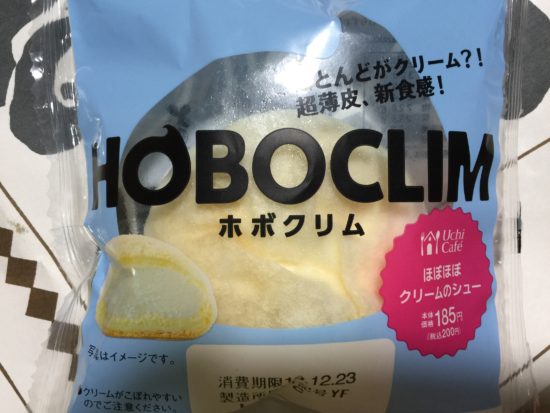 とんどがクリーム?!
超薄皮、新食感!
HOBOCLIM
ホボクリム
Uchi
Café
ほぼほぼ
クリームのシュー
本体
価格185円
(税込200円)
写真はイメージです。
クリームがこぼれやすい
のでご注意ください。
消費期限 .12.23
製造所 YF